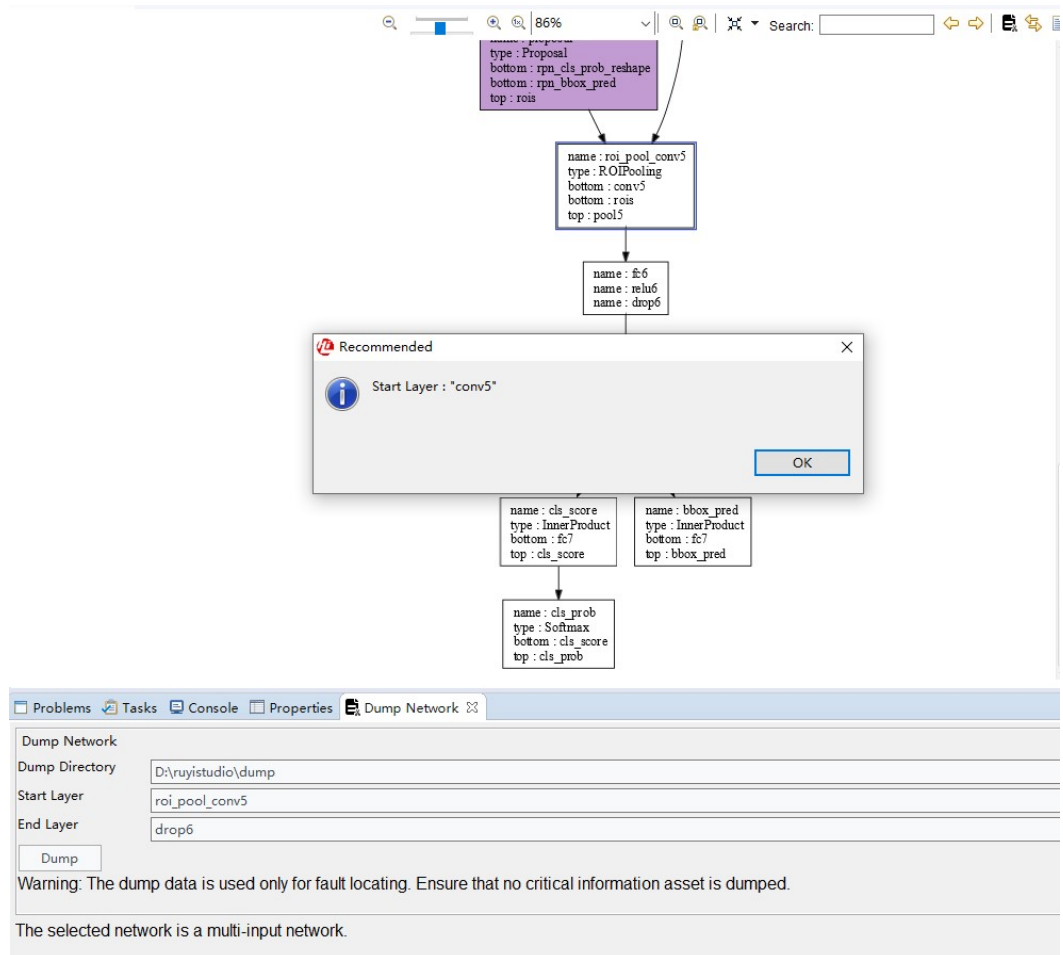 86%
Search:
name : proposal
type : Proposal
bottom : rpn_cls_prob_reshape
bottom : rpn_bbox_pred
top : rois
name : roi_pool_conv5
type : ROIPooling
bottom : conv5
bottom : rois
top : pool5
name : fc6
name : relu6
name : drop6
Recommended
Start Layer : "conv5"
OK
name : cls_score
type : InnerProduct
bottom : fc7
top : cls_score
name : bbox_pred
type : InnerProduct
bottom : fc7
top : bbox_pred
name : cls_prob
type : Softmax
bottom : cls_score
top : cls_prob
Problems Tasks Console Properties Dump Network
Dump Network
Dump Directory D:\ruyistudio\dump
Start Layer roi_pool_conv5
End Layer drop6
Dump
Warning: The dump data is used only for fault locating. Ensure that no critical information asset is dumped.
The selected network is a multi-input network.